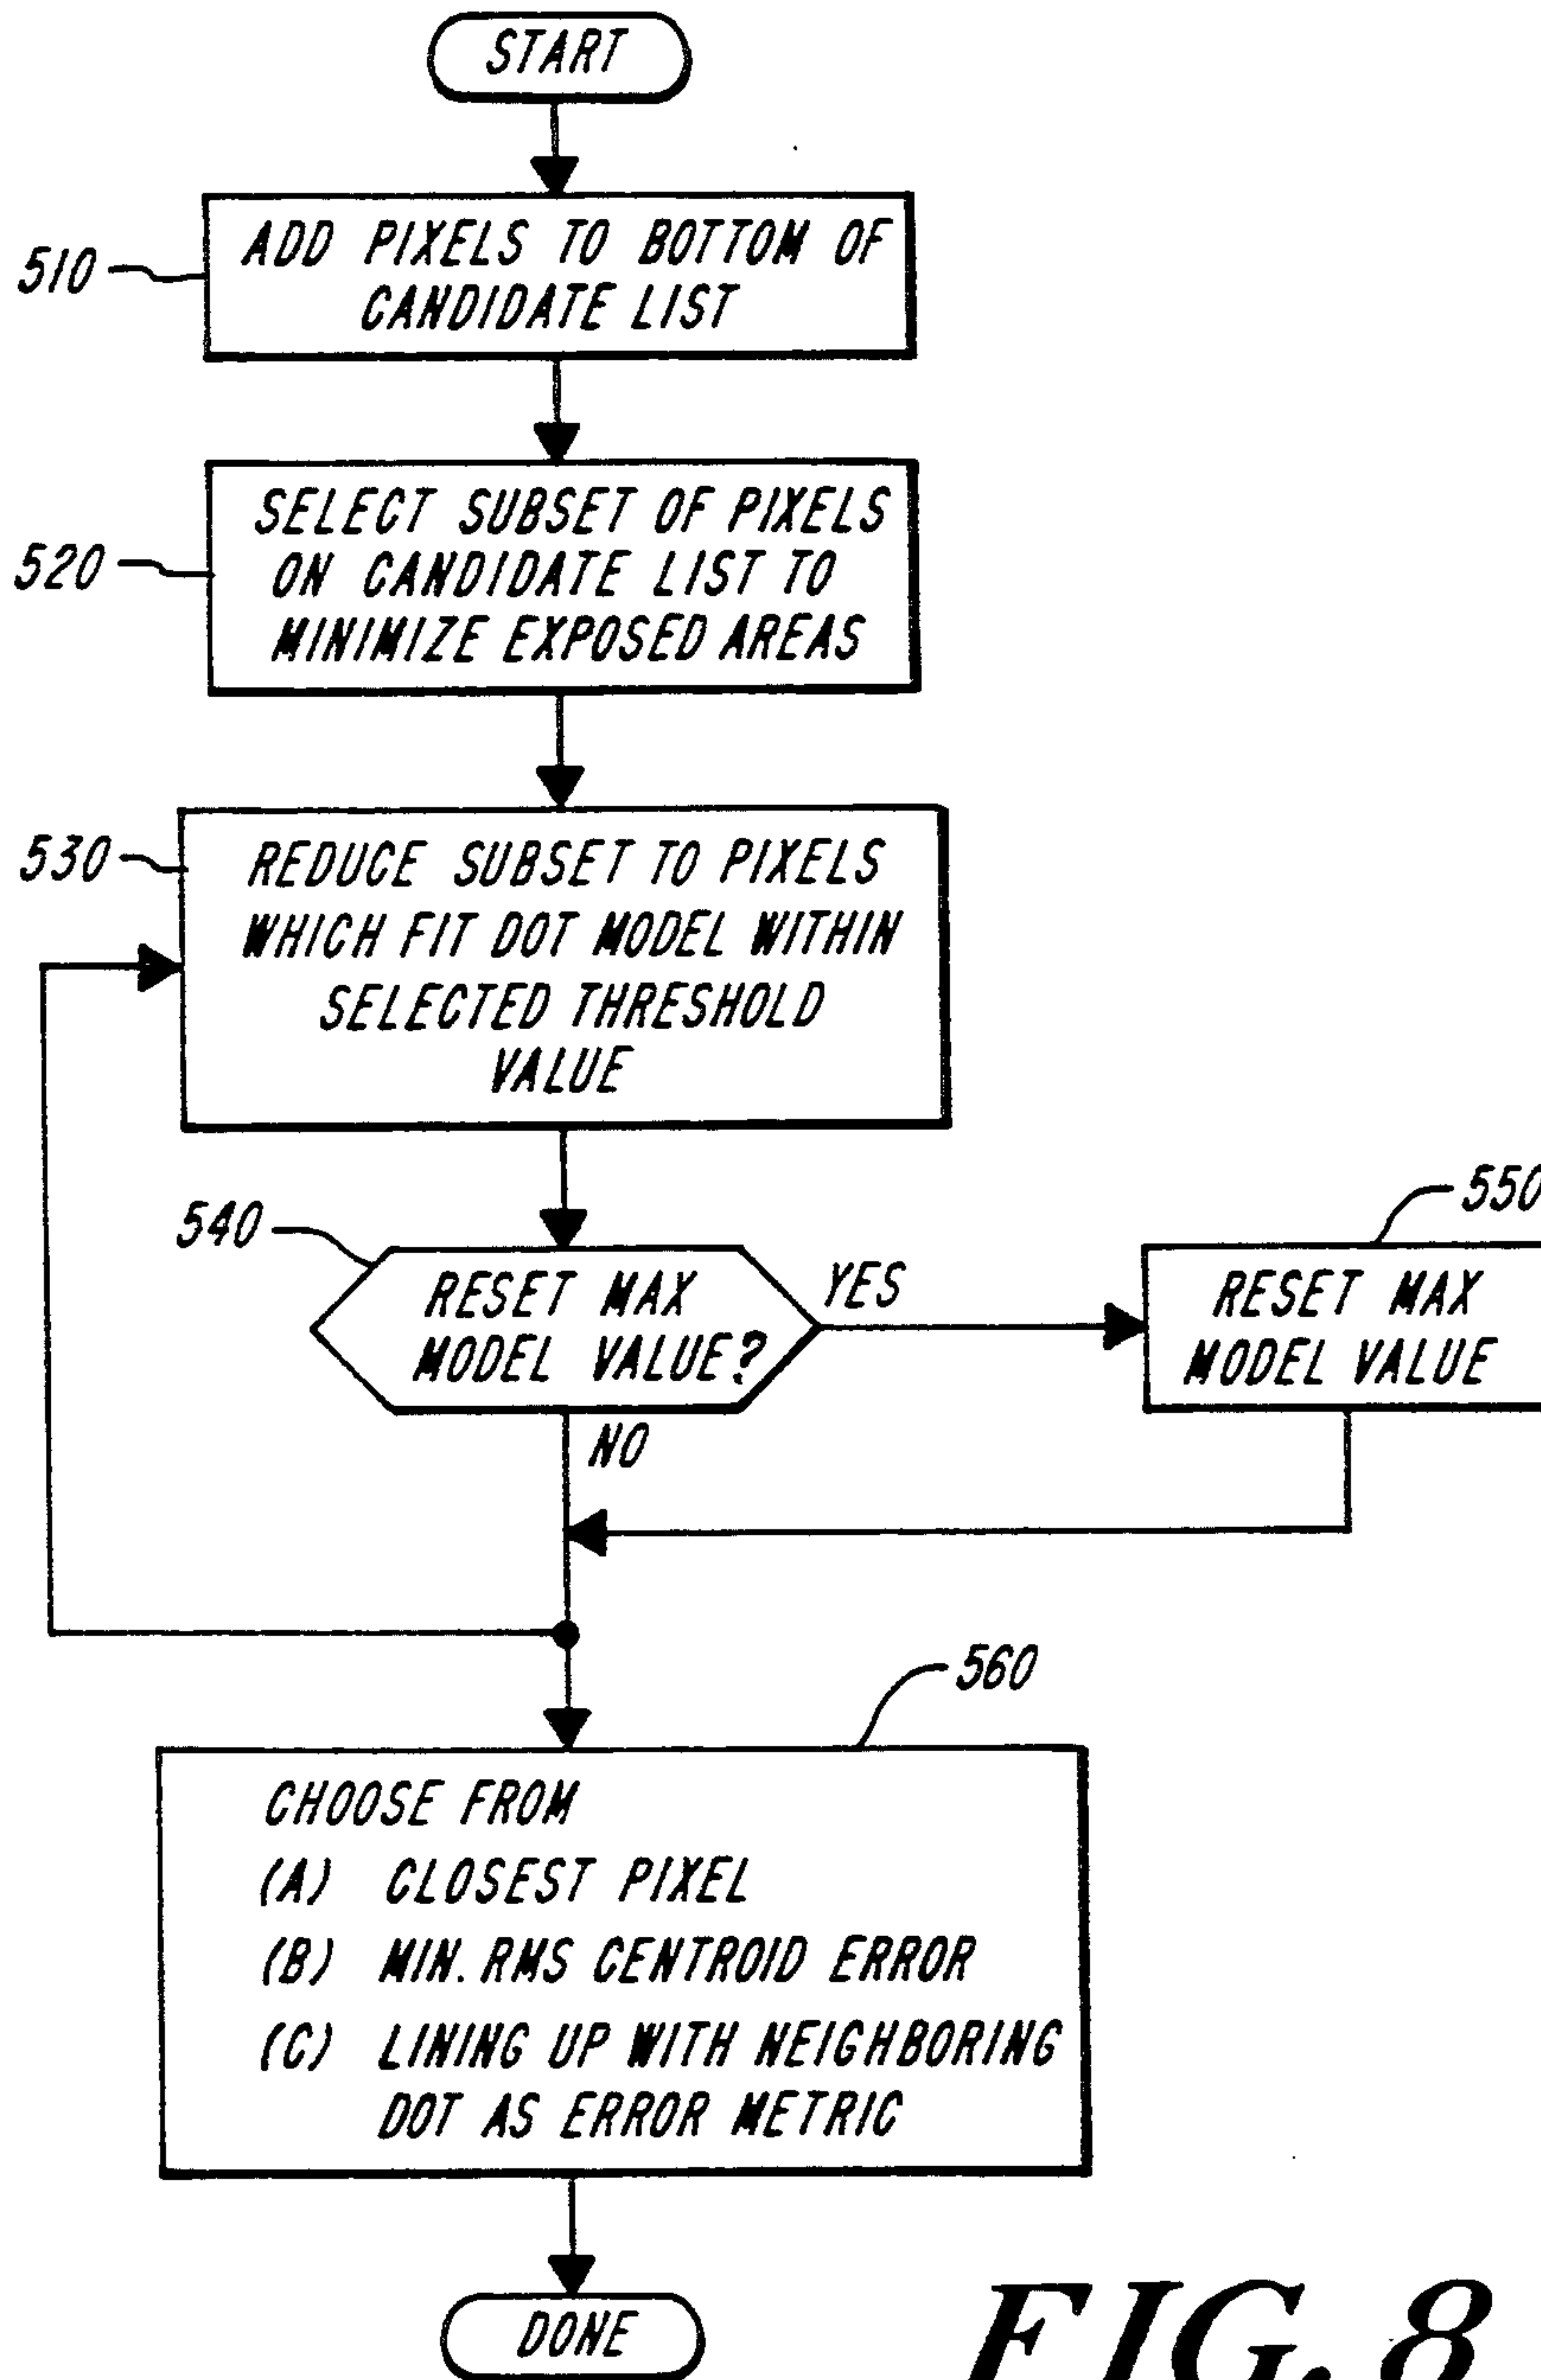 START
510
ADD PIXELS TO BOTTOM OF
CANDIDATE LIST
520
SELECT SUBSET OF PIXELS
ON CANDIDATE LIST TO
MINIMIZE EXPOSED AREAS
530
REDUCE SUBSET TO PIXELS
WHICH FIT DOT MODEL WITHIN
SELECTED THRESHOLD
VALUE
540
RESET MAX
MODEL VALUE?
YES
NO
550
RESET MAX
MODEL VALUE
560
CHOOSE FROM
(A) CLOSEST PIXEL
(B) MIN. RMS CENTROID ERROR
(C) LINING UP WITH NEIGHBORING
DOT AS ERROR METRIC
DONE
FIG. 8